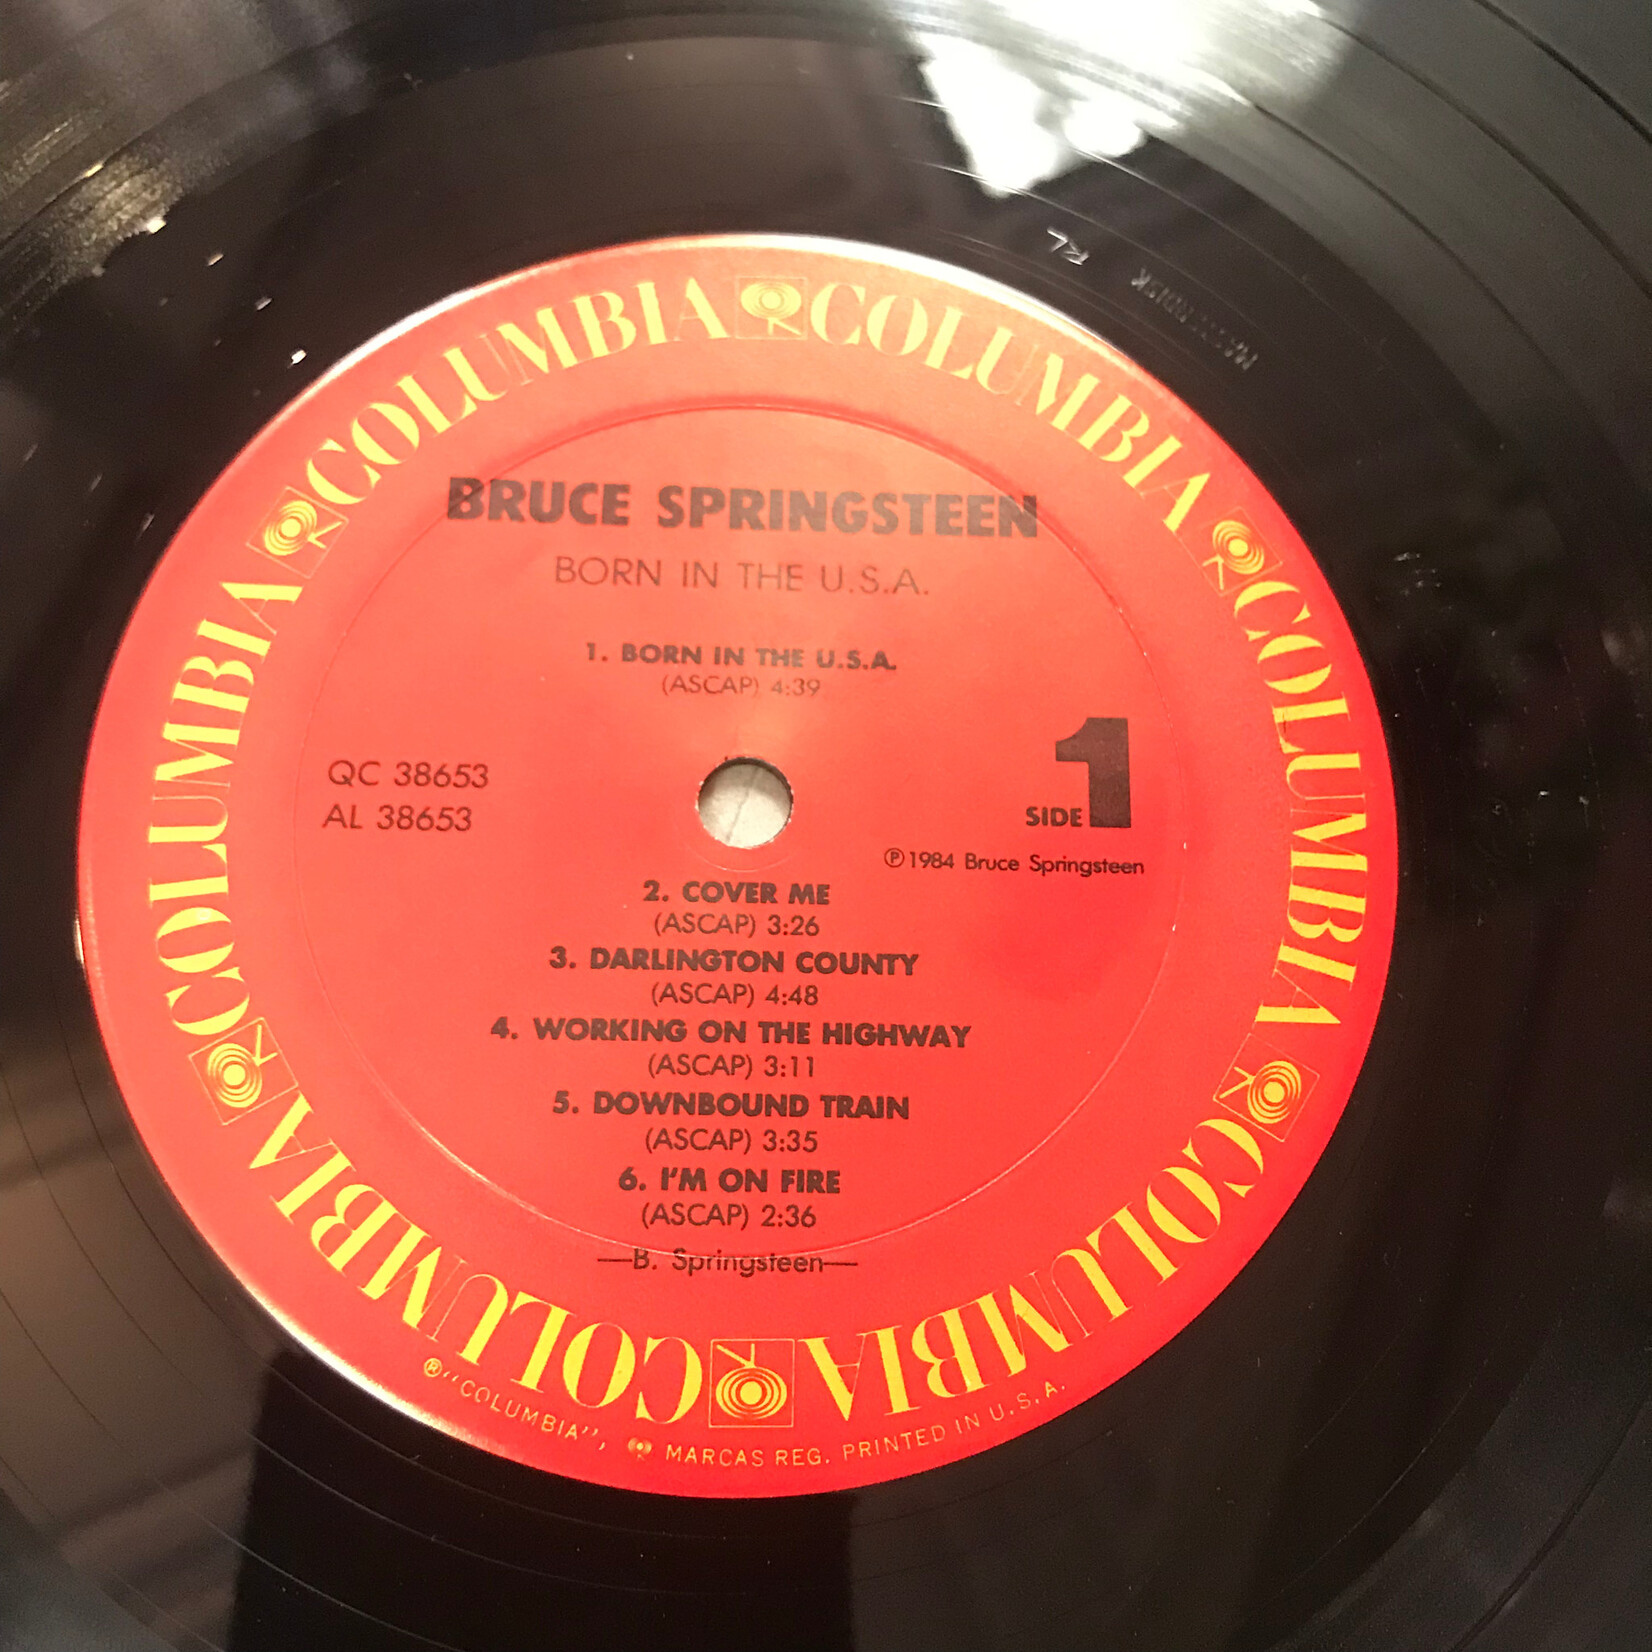 COLUMBIA COLUMBIA COLUMBIA COLUMBIA COLUMBIA COLUMBIA
BRUCE SPRINGSTEEN
BORN IN THE U.S.A.
1. BORN IN THE U.S.A.
(ASCAP) 4:39
QC 38653
AL 38653
SIDE 1
℗1984 Bruce Springsteen
2. COVER ME
(ASCAP) 3:26
3. DARLINGTON COUNTY
(ASCAP) 4:48
4. WORKING ON THE HIGHWAY
(ASCAP) 3:11
5. DOWNBOUND TRAIN
(ASCAP) 3:35
6. I'M ON FIRE
(ASCAP) 2:36
—B. Springsteen—
®"COLUMBIA", MARCAS REG. PRINTED IN U.S.A.
MASTERDISK RL